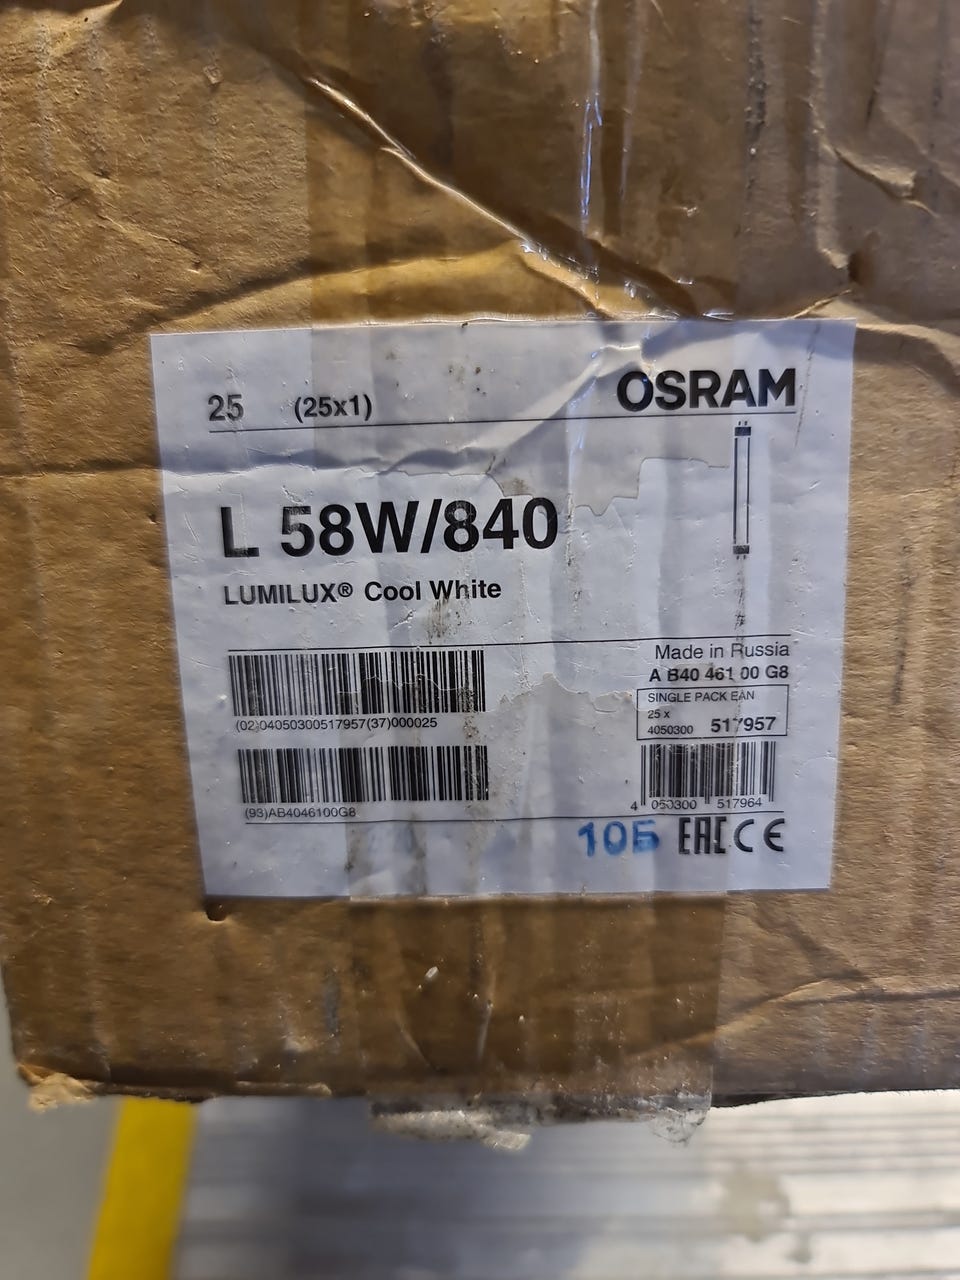 25 (25x1) OSRAM
L 58W/840
LUMILUX® Cool White
Made in Russia
A B40 461 00 G8
(02)04050300517957(37)000025
SINGLE PACK EAN
25 x
4050300 517957
(93)AB4046100G8
4 050300 517964
10Б EAC CE